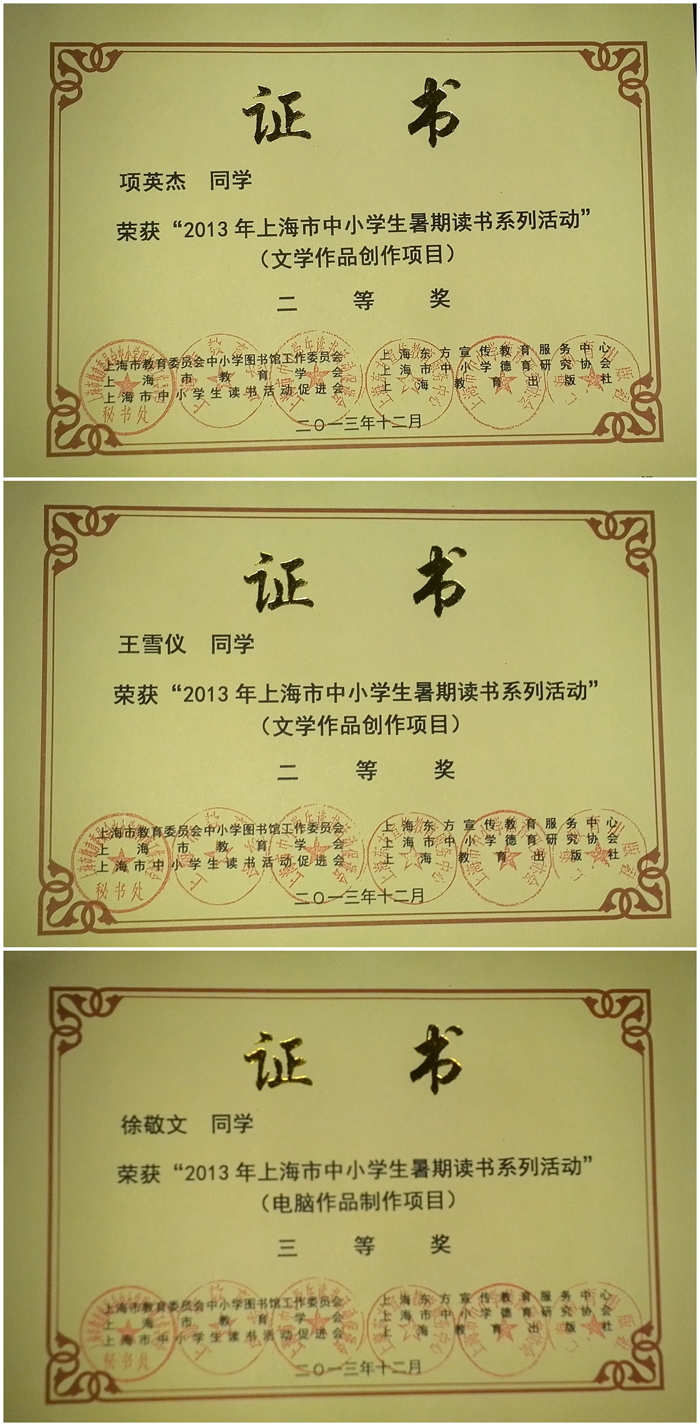 证 书
项英杰 同学
荣获“2013年上海市中小学生暑期读书系列活动”
（文学作品创作项目）
二 等 奖
上海市教育委员会中小学图书馆工作委员会 上海东方宣传教育服务中心
上海市教育学会 上海市中小学德育研究协会
上海市中小学生读书活动促进会 上海教育出版社
秘书处
二〇一三年十二月
证 书
王雪仪 同学
荣获“2013年上海市中小学生暑期读书系列活动”
（文学作品创作项目）
二 等 奖
上海市教育委员会中小学图书馆工作委员会 上海东方宣传教育服务中心
上海市教育学会 上海市中小学德育研究协会
上海市中小学生读书活动促进会 上海教育出版社
秘书处
二〇一三年十二月
证 书
徐敬文 同学
荣获“2013年上海市中小学生暑期读书系列活动”
（电脑作品制作项目）
三 等 奖
上海市教育委员会中小学图书馆工作委员会 上海东方宣传教育服务中心
上海市教育学会 上海市中小学德育研究协会
上海市中小学生读书活动促进会 上海教育出版社
秘书处
二〇一三年十二月